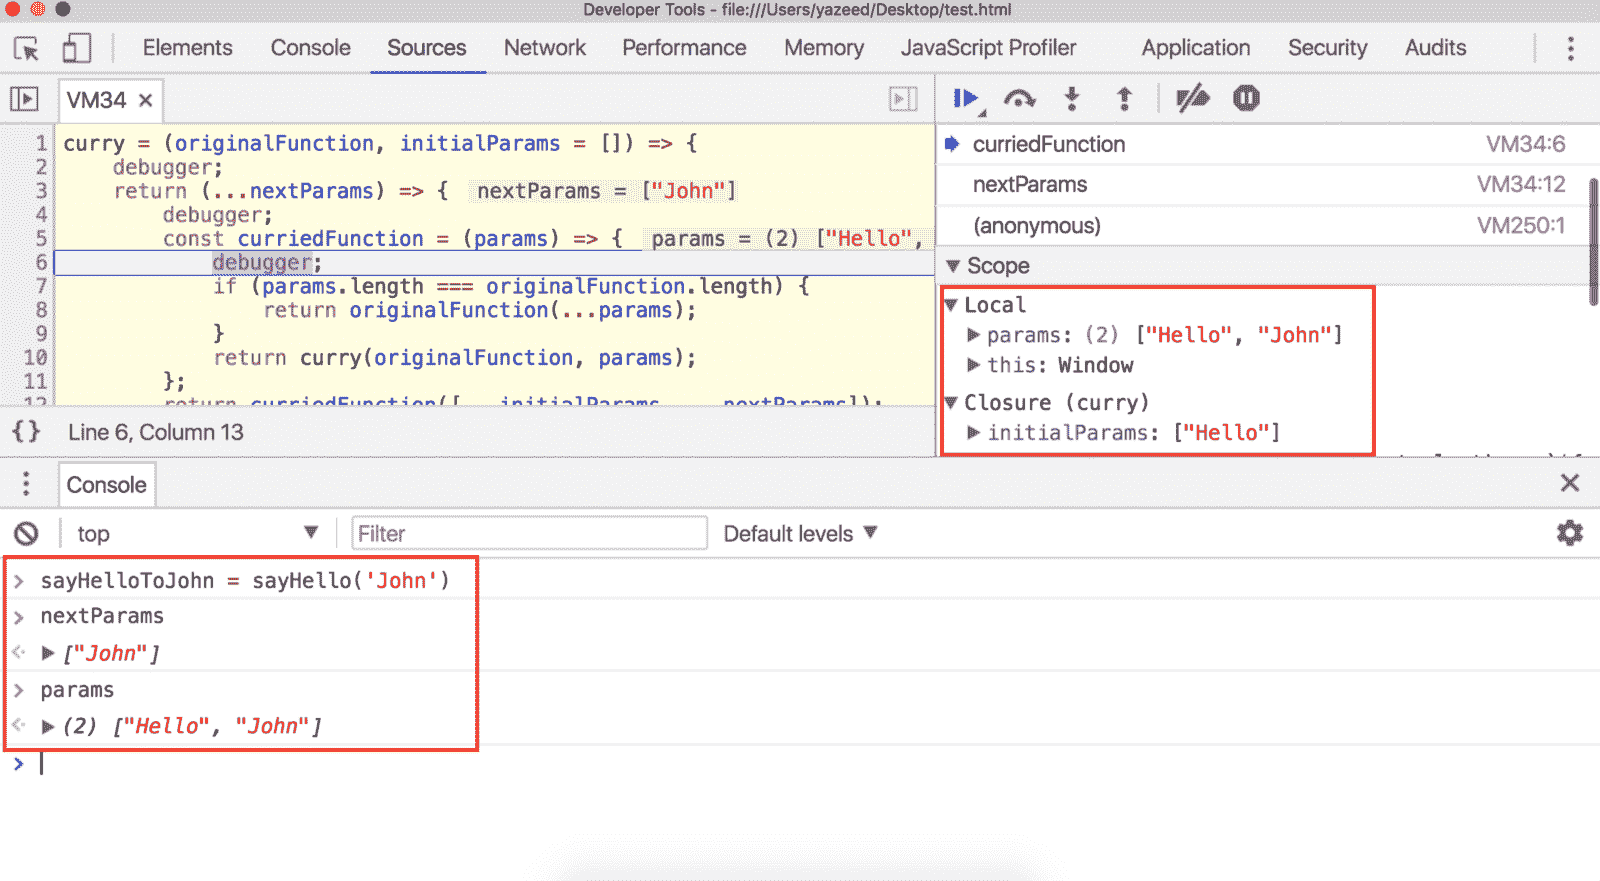 Developer Tools - file:///Users/yazeed/Desktop/test.html
Elements Console Sources Network Performance Memory JavaScript Profiler Application Security Audits
VM34 ×
1 curry = (originalFunction, initialParams = []) => {
2 debugger;
3 return (...nextParams) => { nextParams = ["John"]
4 debugger;
5 const curriedFunction = (params) => { params = (2) ["Hello",
6 debugger;
7 if (params.length === originalFunction.length) {
8 return originalFunction(...params);
9 }
10 return curry(originalFunction, params);
11 };
12 return curriedFunction([...initialParams, ...nextParams]);
{} Line 6, Column 13
curriedFunction VM34:6
nextParams VM34:12
(anonymous) VM250:1
▼ Scope
▼ Local
▶ params: (2) ["Hello", "John"]
▶ this: Window
▼ Closure (curry)
▶ initialParams: ["Hello"]
Console
top ▼ Filter Default levels ▼
> sayHelloToJohn = sayHello('John')
> nextParams
<· ▶ ["John"]
> params
<· ▶ (2) ["Hello", "John"]
>